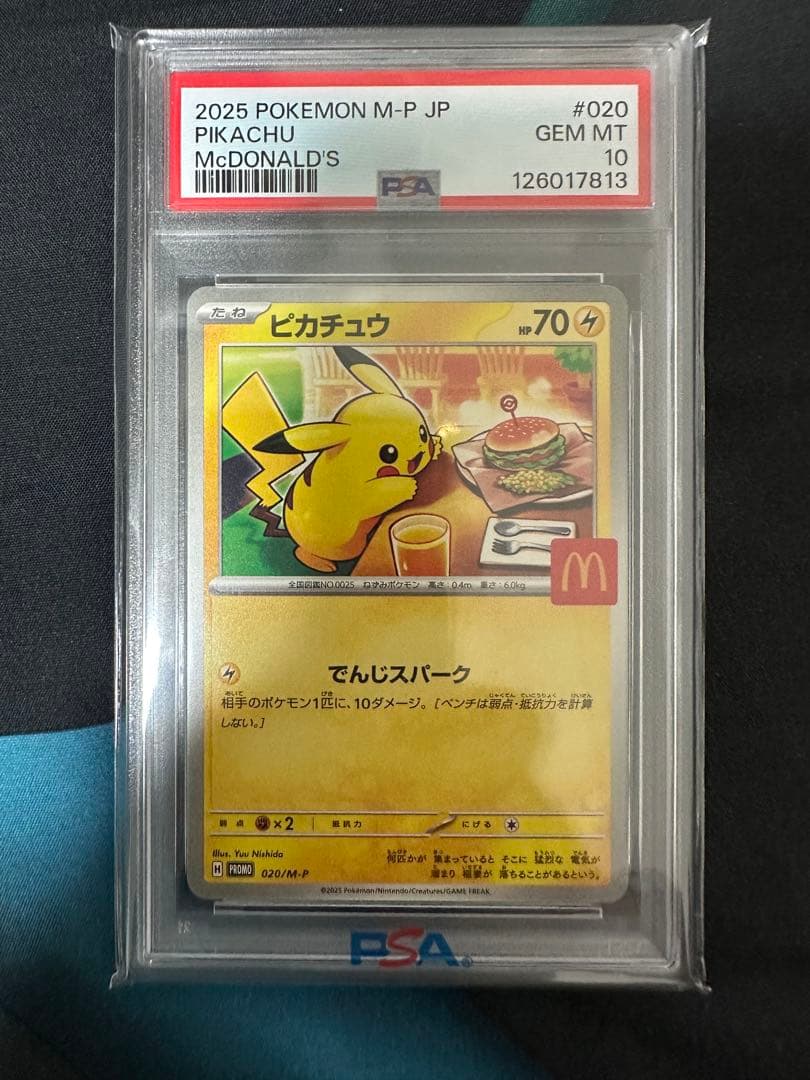 2025 POKEMON M-P JP #020
PIKACHU GEM MT
McDONALD'S 10
126017813
PSA
たね ピカチュウ HP70
全国図鑑NO.0025 ねずみポケモン 高さ:0.4m 重さ:6.0kg
でんじスパーク
相手のポケモン1匹に、10ダメージ。[ベンチは弱点・抵抗力を計算
しない。]
弱点 ×2 抵抗力 にげる
Illus. Yuu Nishida
何匹かが 集まっていると そこに 猛烈な 電気が
溜まり 稲妻が 落ちることがあるという。
H PROMO 020/M-P
©2025 Pokémon/Nintendo/Creatures/GAME FREAK.
PSA®